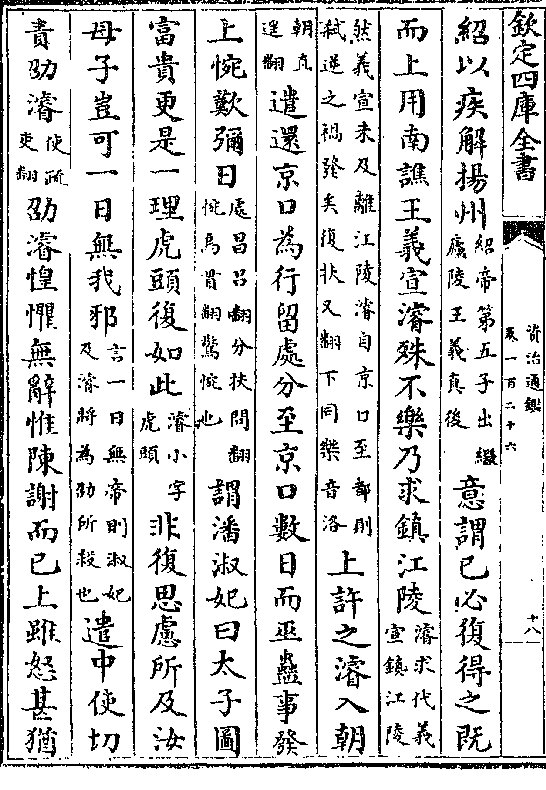 欽定四庫全書
資治通鑑
卷一百二十六
十八
紹以疾解揚州紹帝第五子出繼廬陵王義真後意謂已必復得之既
而上用南譙王義宣濬殊不樂乃求鎮江陵濬求代義宣鎮江陵
然義宣未及離江陵濬自京口至都則弑逆之禍發矣復扶又翻下同樂音洛上許之濬入朝
朝直遥翻遣還京口為行留處分至京口數日而巫蠱事發
上惋歎彌日處昌吕翻分扶問翻惋烏貫翻驚惋也謂潘淑妃曰太子圖
富貴更是一理虎頭復如此濬小字虎頭非復思慮所及汝
母子豈可一日無我邪言一日無帝則淑妃及濬將為劭所殺也遣中使切
責劭濬使疏吏翻劭濬惶懼無辭惟陳謝而已上雖怒甚猶